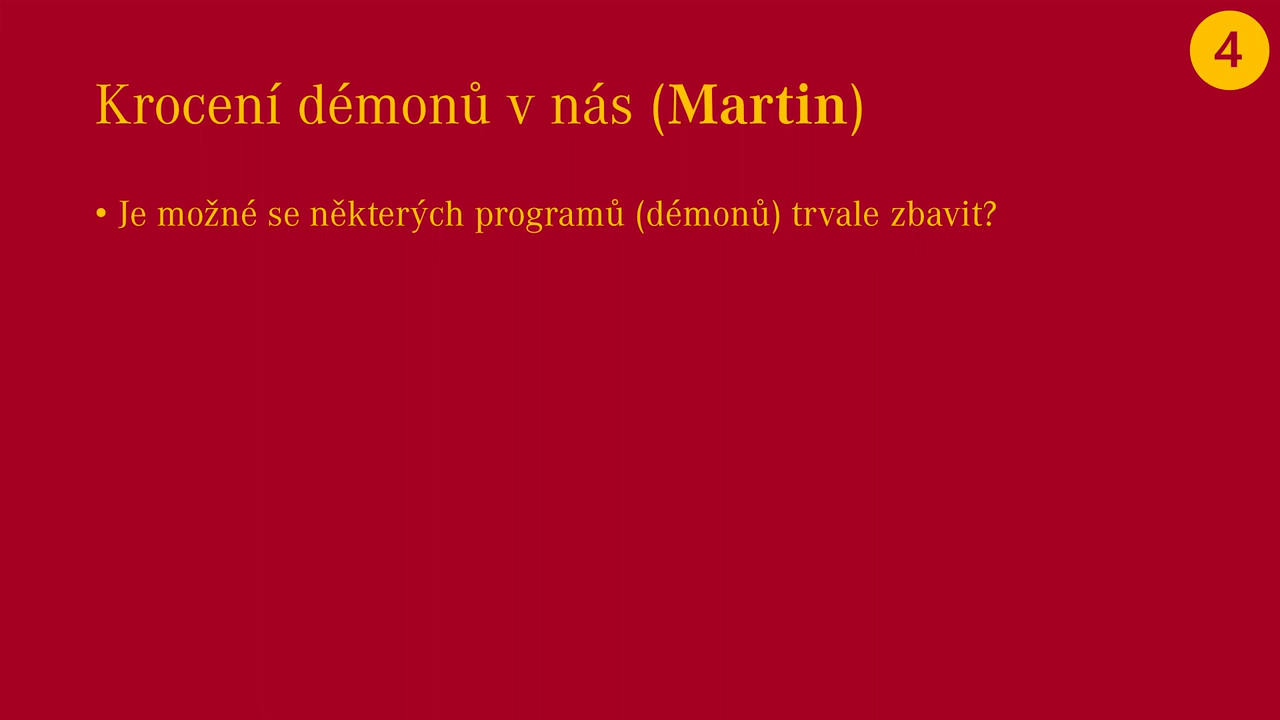 4
Krocení démonů v nás (Martin)
• Je možné se některých programů (démonů) trvale zbavit?